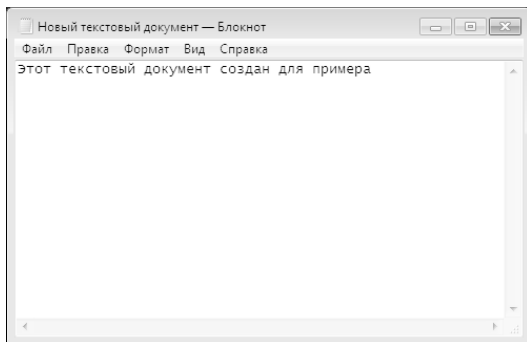 Новый текстовый документ — Блокнот
Файл Правка Формат Вид Справка
Этот текстовый документ создан для примера